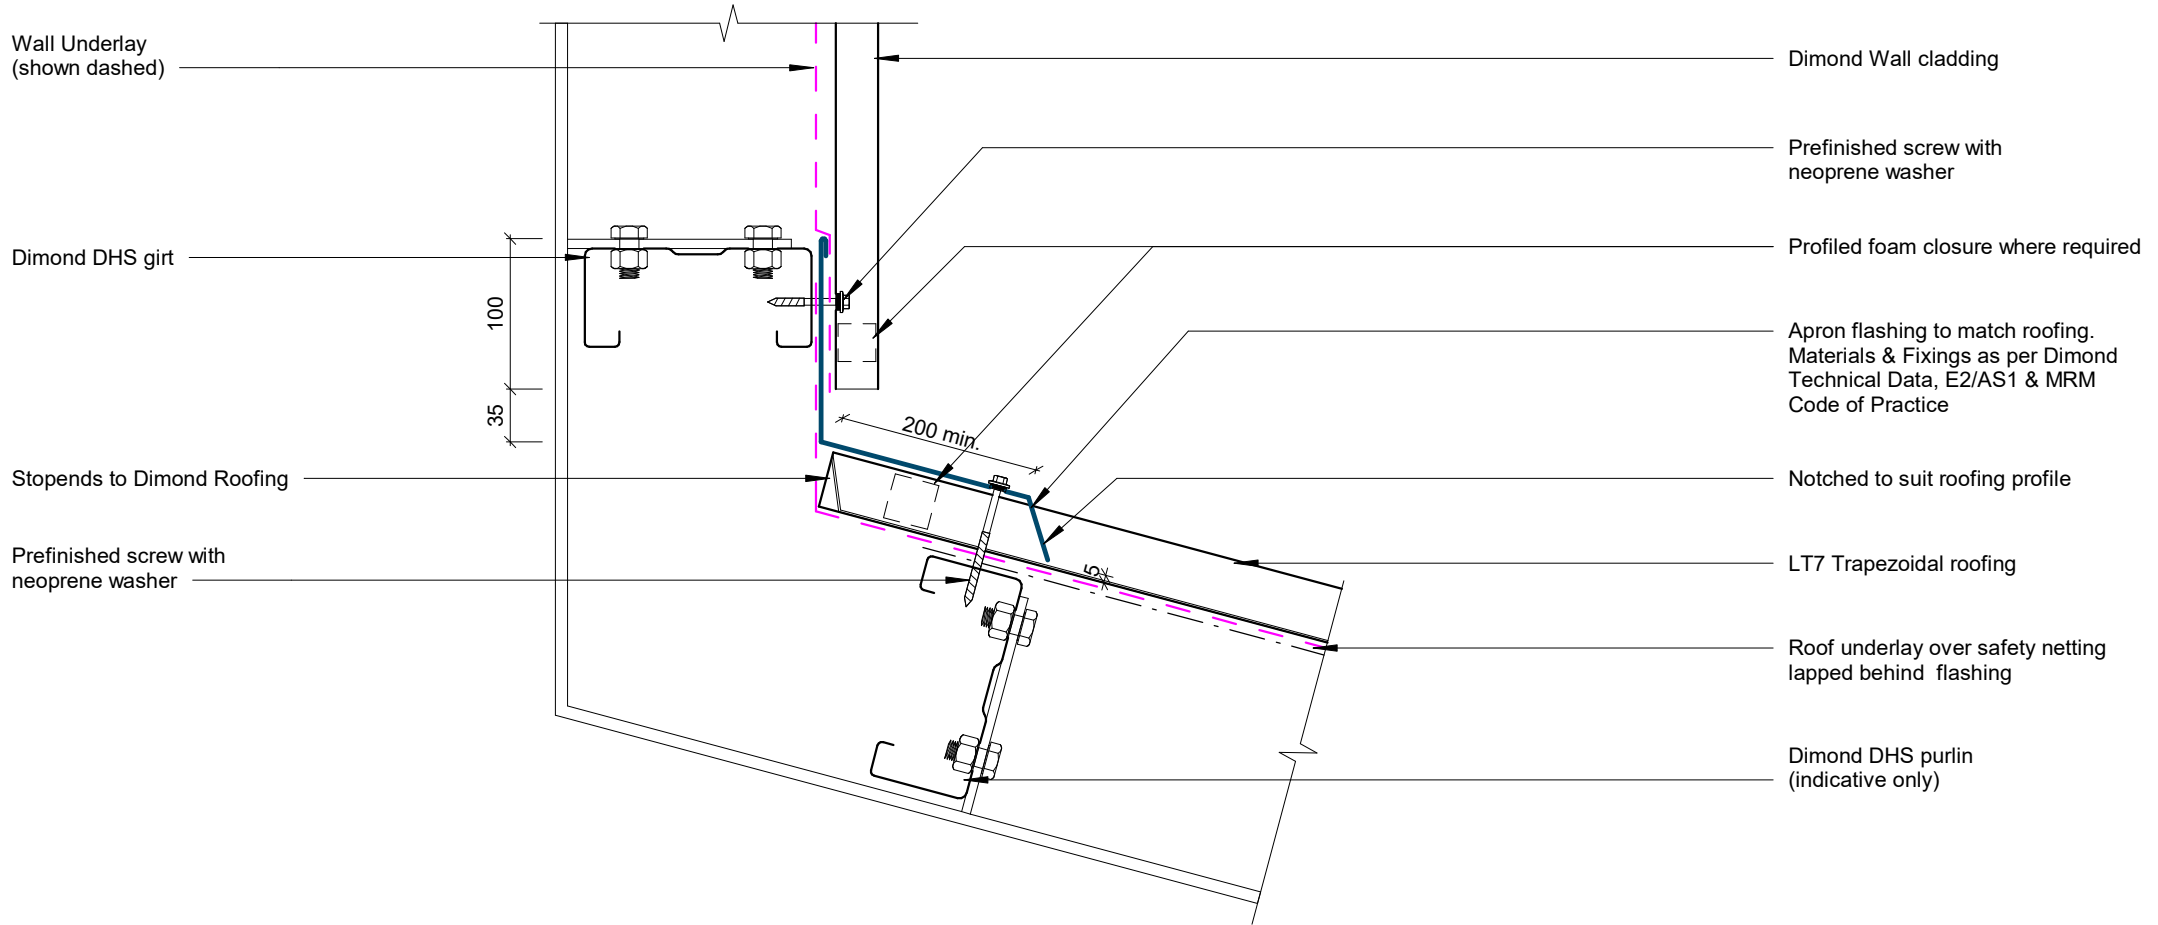 Wall Underlay
(shown dashed)
Dimond DHS girt
Stopends to Dimond Roofing
Prefinished screw with
neoprene washer
100
35
200 min.
5
Dimond Wall cladding
Prefinished screw with
neoprene washer
Profiled foam closure where required
Apron flashing to match roofing.
Materials & Fixings as per Dimond
Technical Data, E2/AS1 & MRM
Code of Practice
Notched to suit roofing profile
LT7 Trapezoidal roofing
Roof underlay over safety netting
lapped behind  flashing
Dimond DHS purlin
(indicative only)